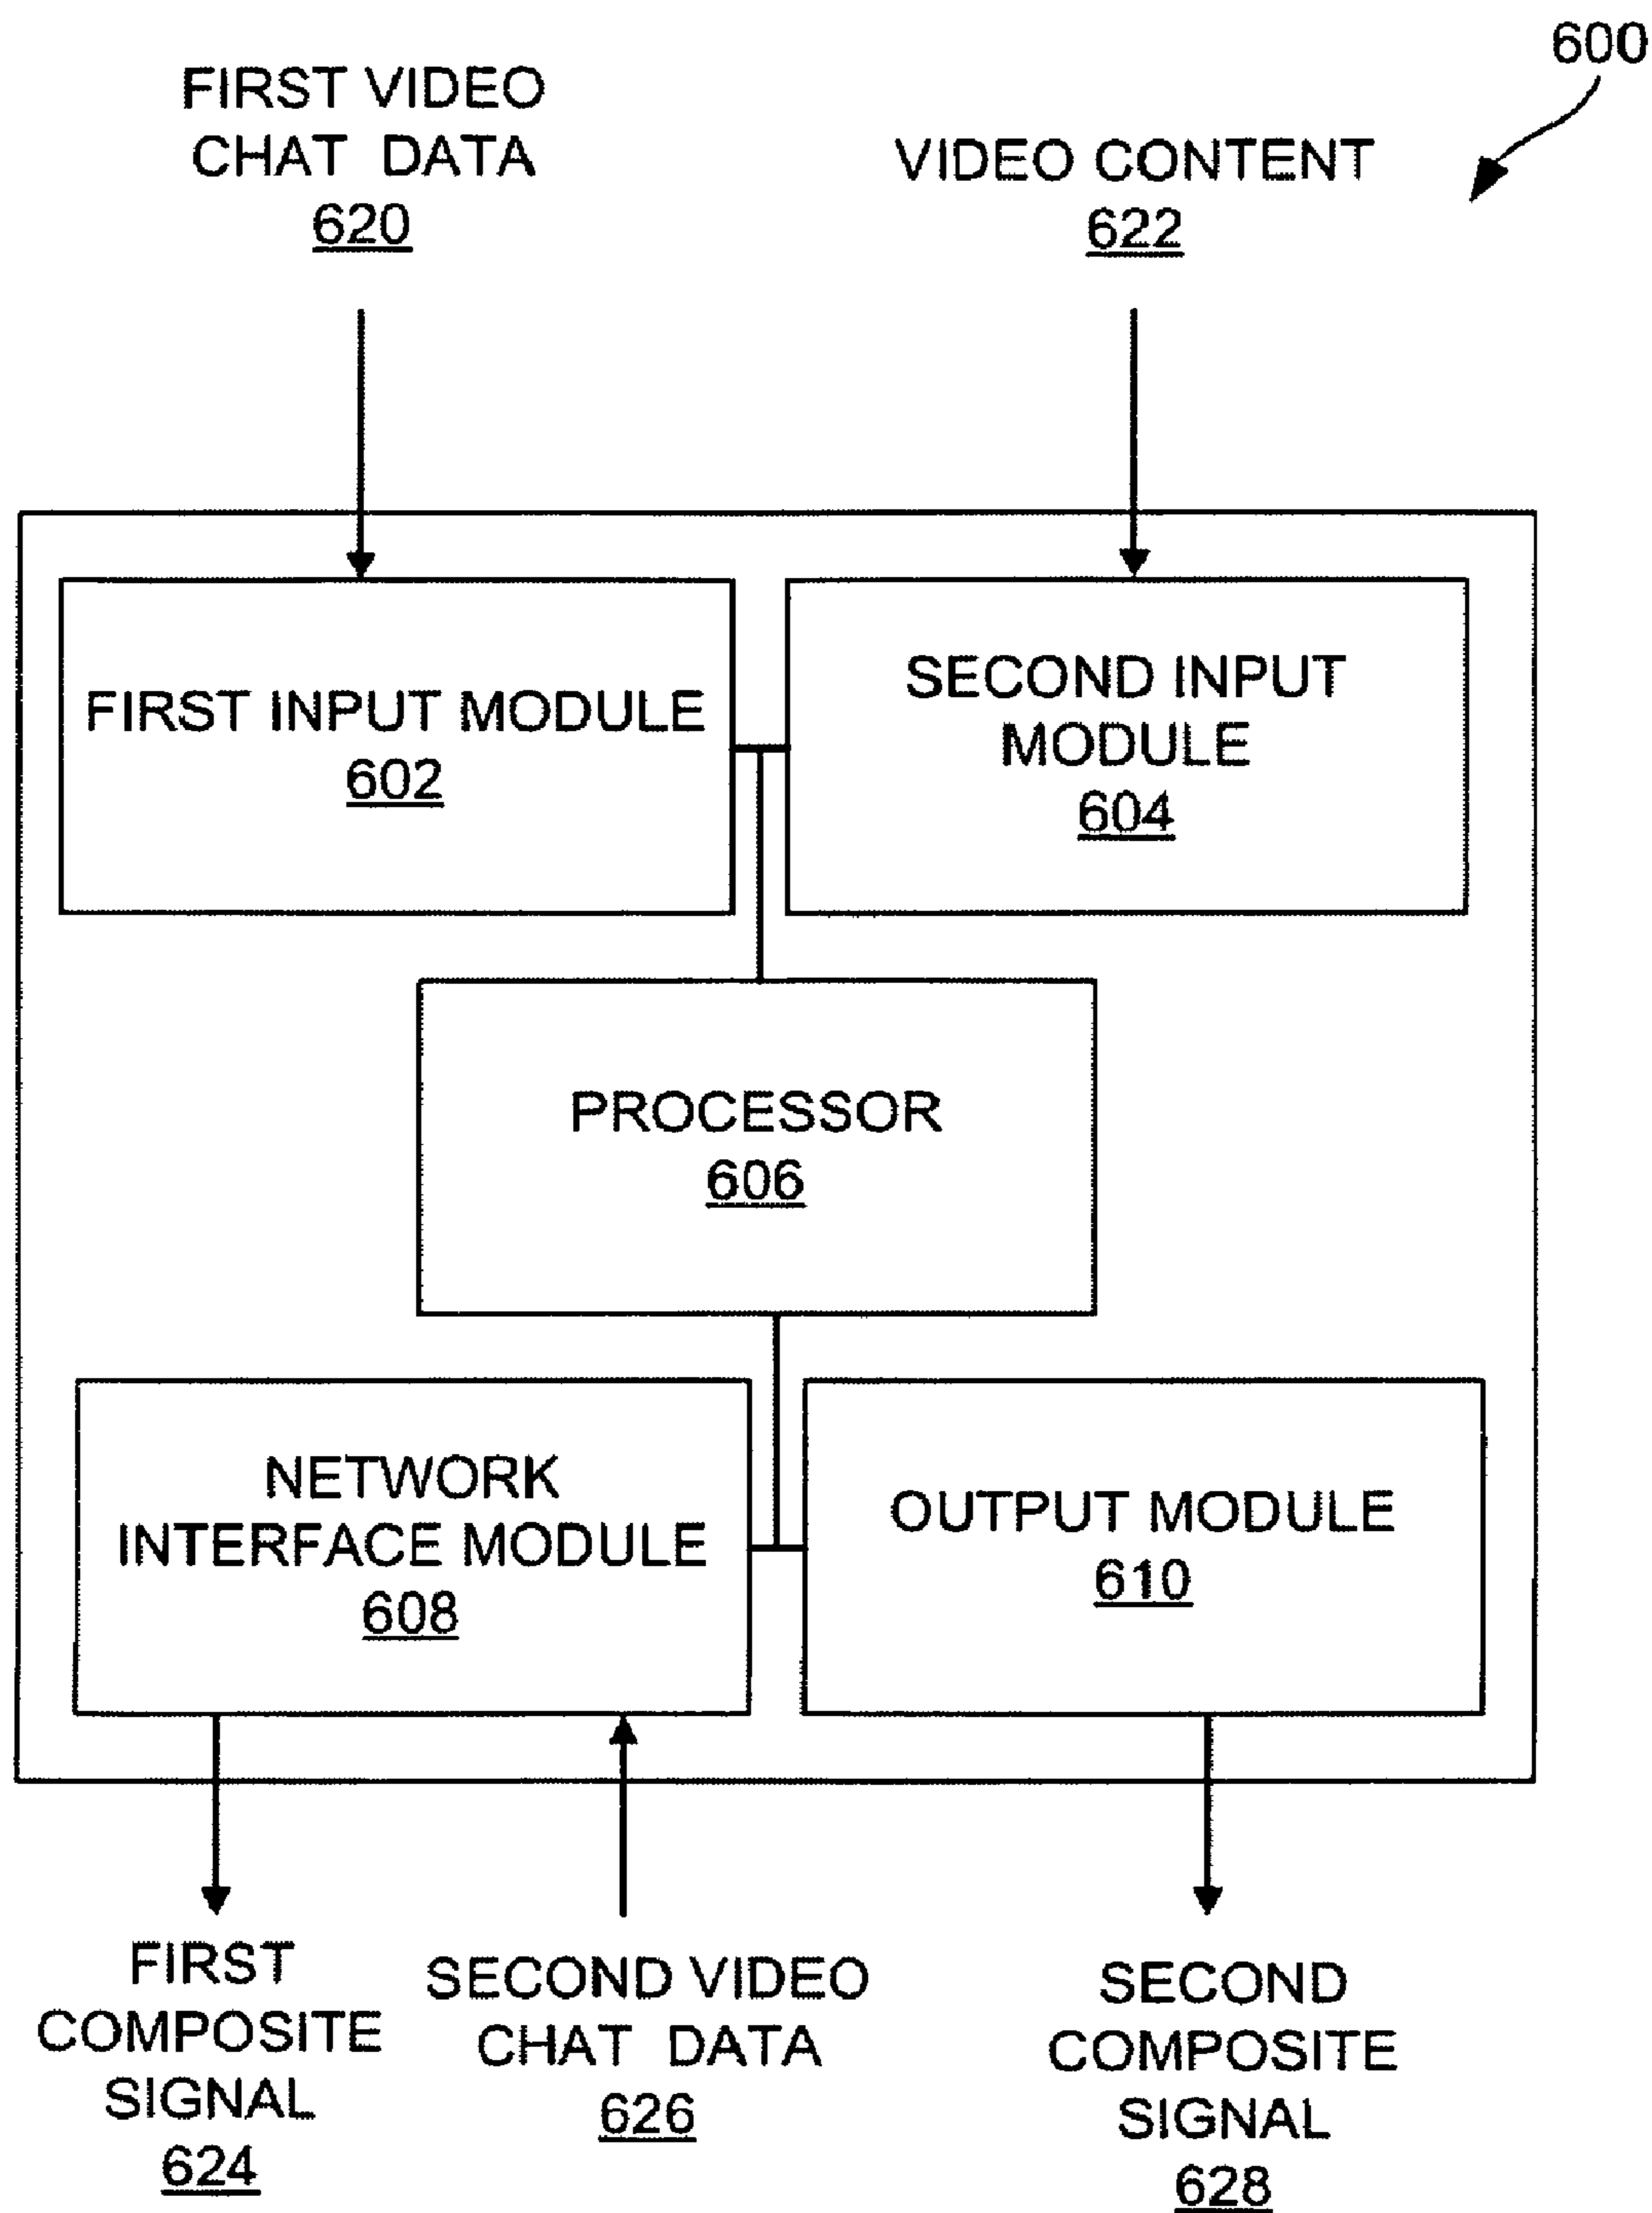 600
FIRST VIDEO
CHAT DATA
620
VIDEO CONTENT
622
FIRST INPUT MODULE
602
SECOND INPUT
MODULE
604
PROCESSOR
606
NETWORK
INTERFACE MODULE
608
OUTPUT MODULE
610
FIRST
COMPOSITE
SIGNAL
624
SECOND VIDEO
CHAT DATA
626
SECOND
COMPOSITE
SIGNAL
628